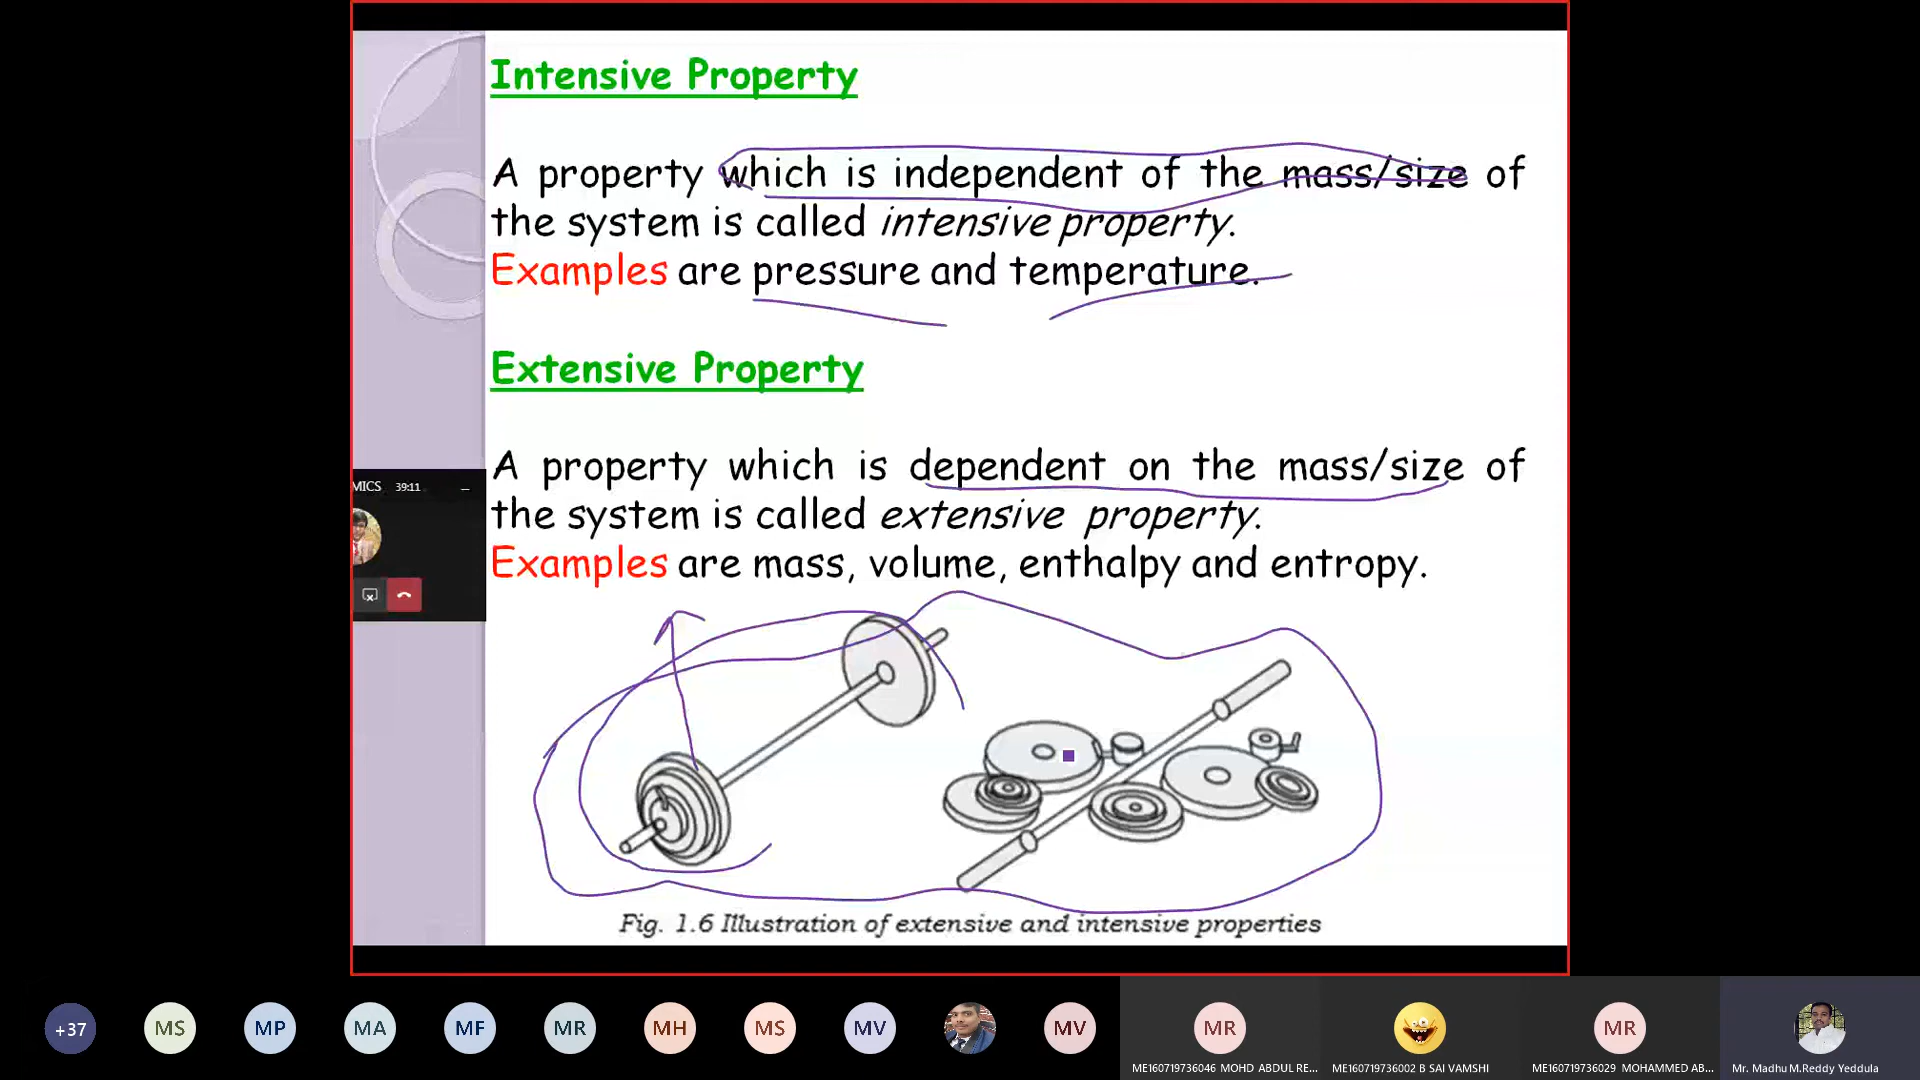 Intensive Property
A property which is independent of the mass/size of
the system is called intensive property.
Examples are pressure and temperature.
Extensive Property
A property which is dependent on the mass/size of
the system is called extensive property.
Examples are mass, volume, enthalpy and entropy.
Fig. 1.6 Illustration of extensive and intensive properties
MICS 39:11
+37 MS MP MA MF MR MH MS MV MV MR MR
ME160719736046 MOHD ABDUL RE... ME160719736002 B SAI VAMSHI ME160719736029 MOHAMMED AB... Mr. Madhu M.Reddy Yeddula